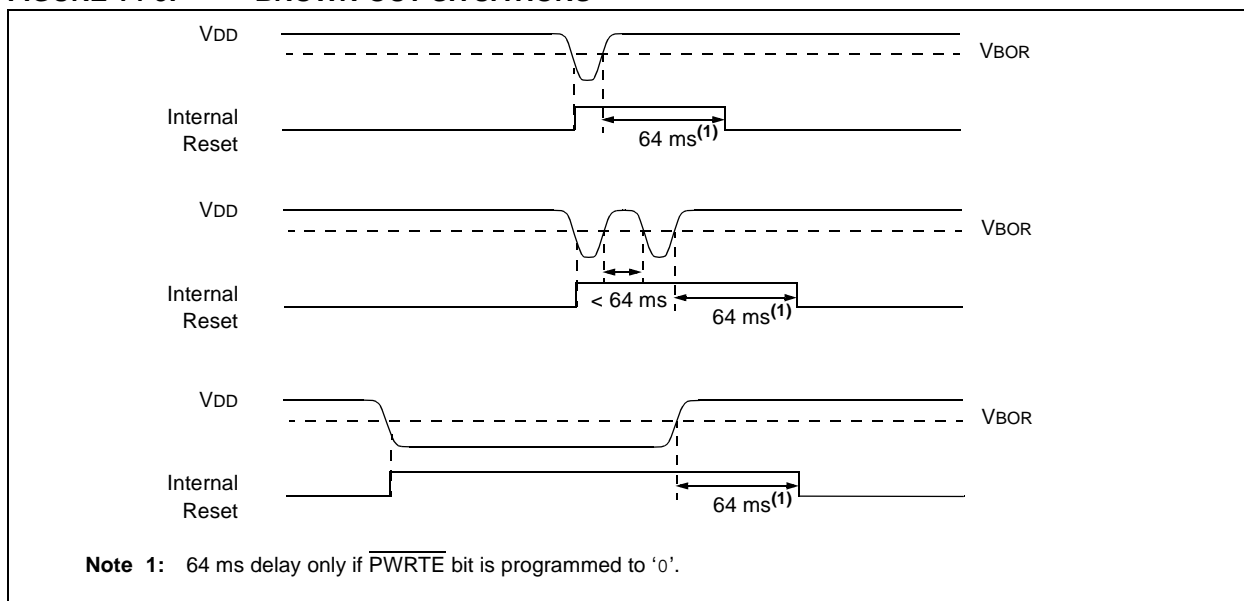 VDD
VBOR
Internal
Reset
64 ms(1)
VDD
VBOR
Internal
Reset
< 64 ms
64 ms(1)
VDD
VBOR
Internal
Reset
64 ms(1)
Note 1: 64 ms delay only if PWRTE bit is programmed to ‘0’.